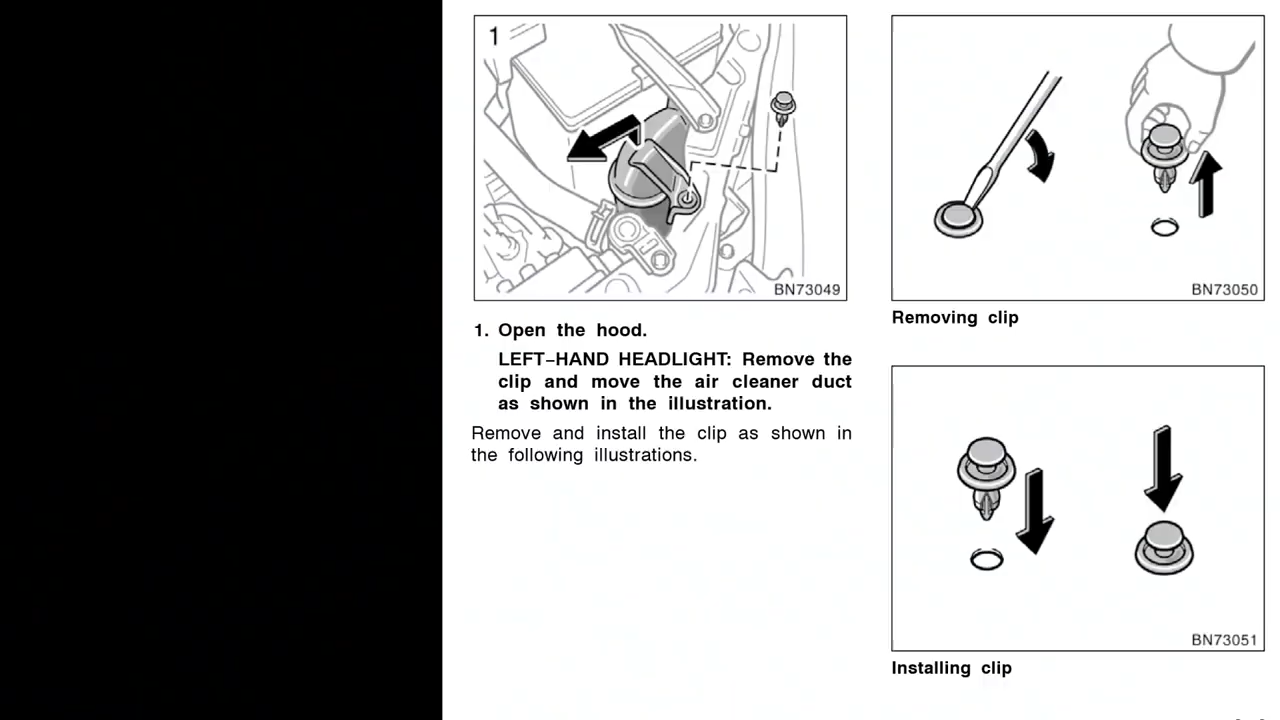 1
BN73049
1. Open the hood.
LEFT–HAND HEADLIGHT: Remove the
clip and move the air cleaner duct
as shown in the illustration.
Remove and install the clip as shown in
the following illustrations.
BN73050
Removing clip
BN73051
Installing clip